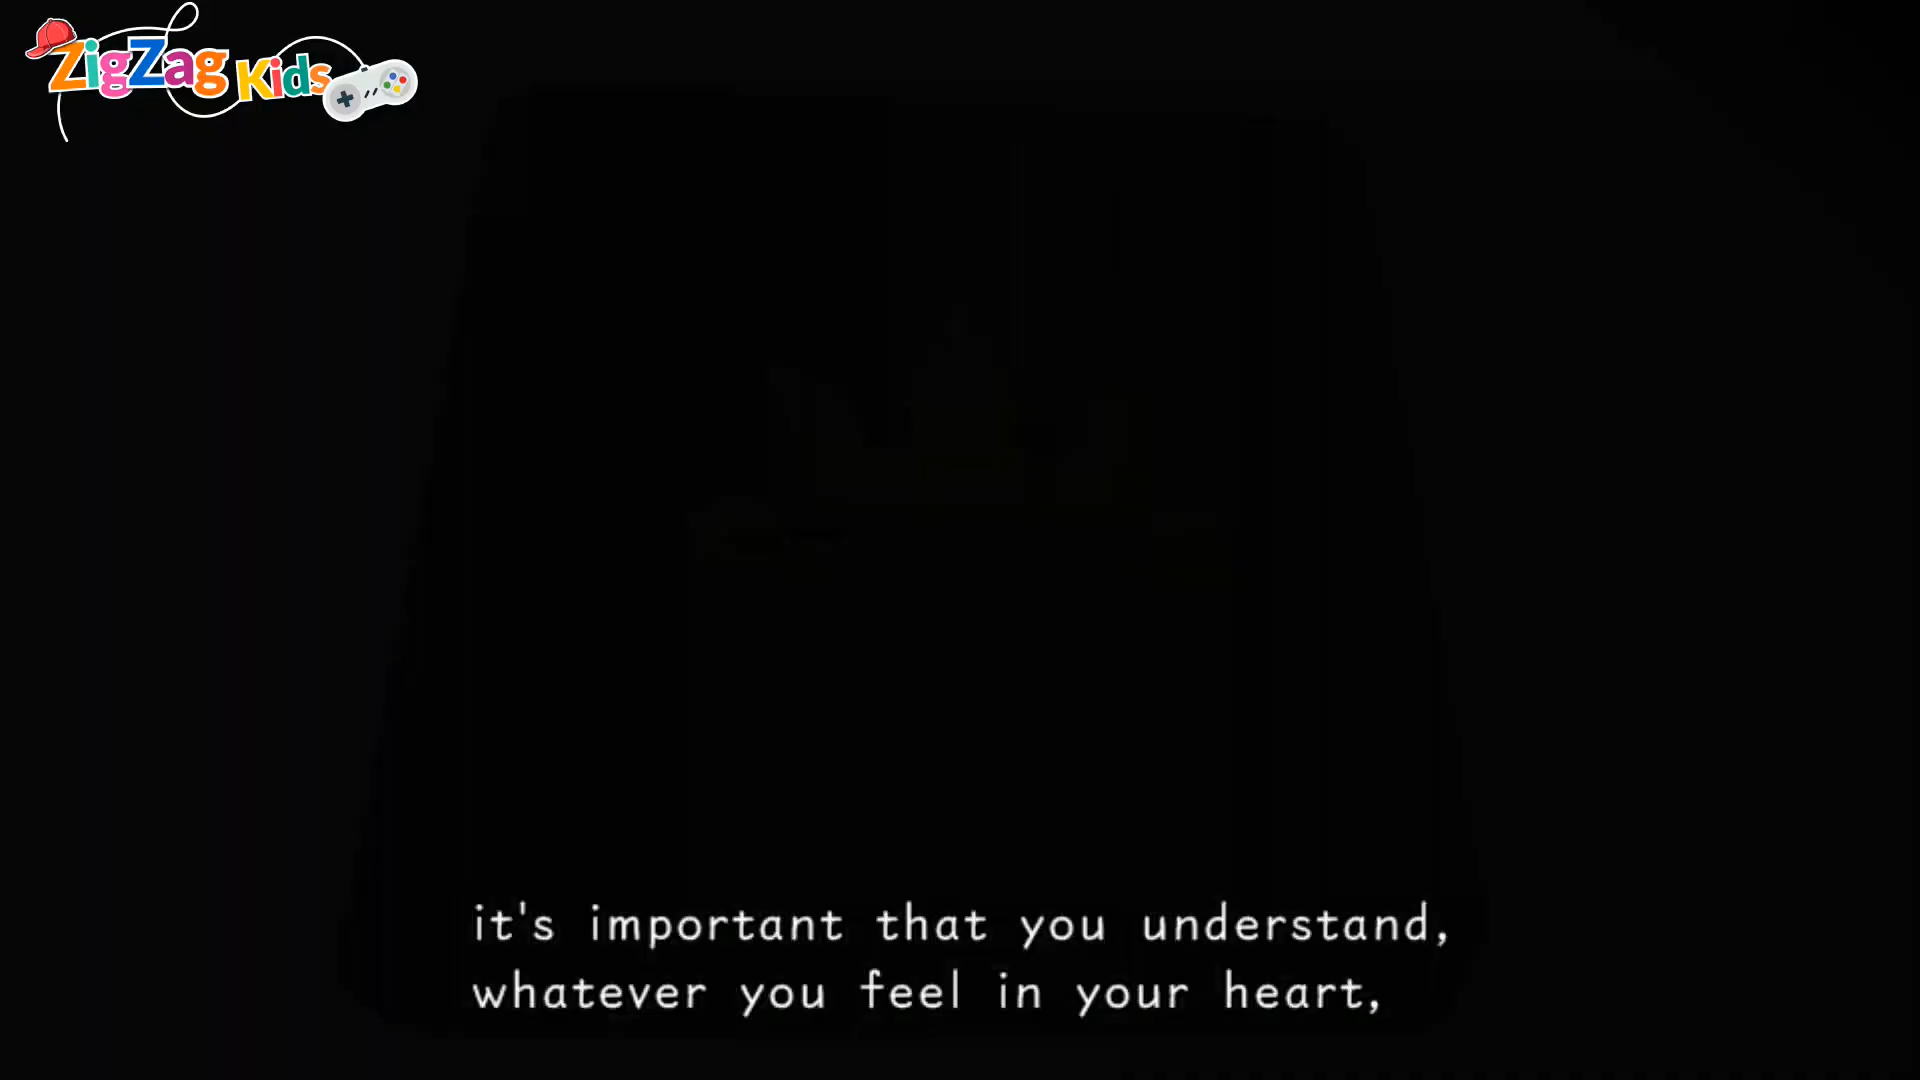 ZigZag Kids
it's important that you understand,
whatever you feel in your heart,